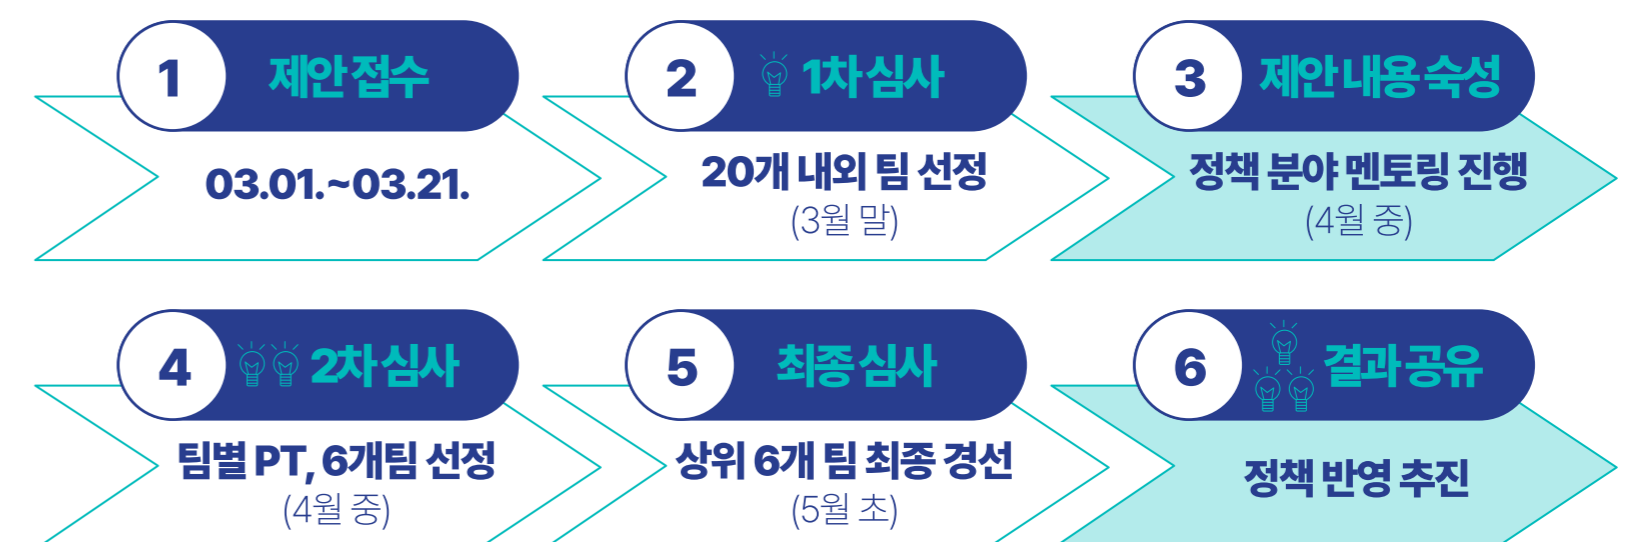 1 제안 접수
03.01.~03.21.
2 1차 심사
20개 내외 팀 선정
(3월 말)
3 제안 내용 숙성
정책 분야 멘토링 진행
(4월 중)
4 2차 심사
팀별 PT, 6개팀 선정
(4월 중)
5 최종 심사
상위 6개 팀 최종 경선
(5월 초)
6 결과 공유
정책 반영 추진